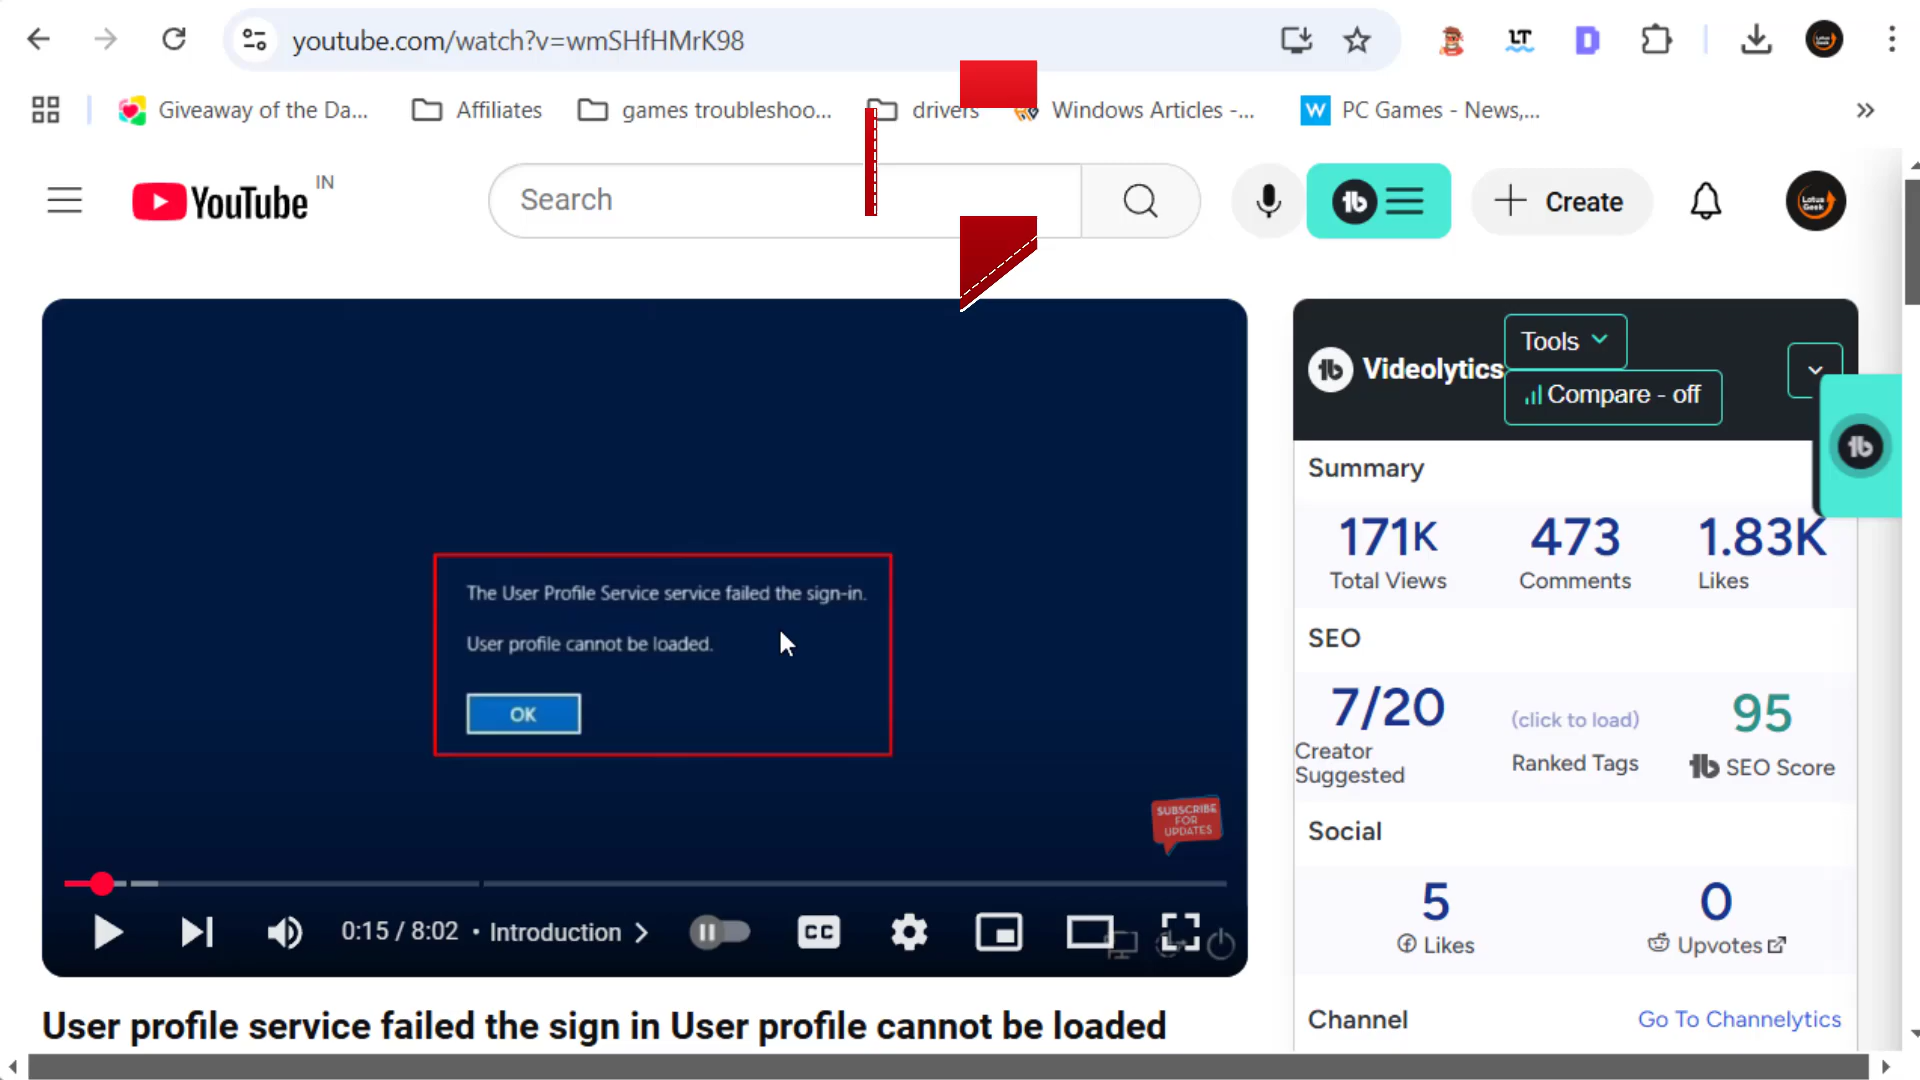 youtube.com/watch?v=wmSHfHMrK98
LT
D
Giveaway of the Da...
Affiliates
games troubleshoo...
drivers
Windows Articles -...
W
PC Games - News,...
YouTube
IN
Search
Create
Lotus
Geek
The User Profile Service service failed the sign-in.
User profile cannot be loaded.
OK
SUBSCRIBE
FOR
UPDATES
0:15 / 8:02 • Introduction
CC
User profile service failed the sign in User profile cannot be loaded
Videolytics
Tools
Compare - off
Summary
171K
473
1.83K
Total Views
Comments
Likes
SEO
7/20
(click to load)
95
Creator
Suggested
Ranked Tags
SEO Score
Social
5
0
Likes
Upvotes
Channel
Go To Channelytics